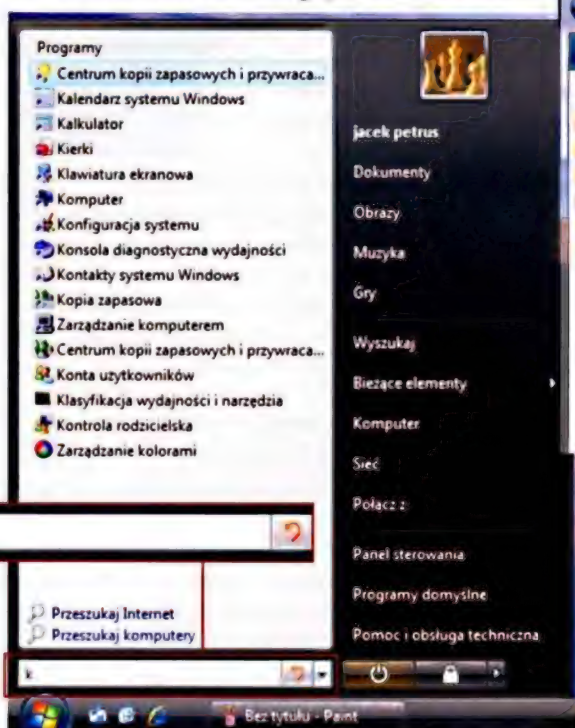 Programy
Centrum kopii zapasowych i przywraca...
Kalendarz systemu Windows
Kalkulator
Kierki
Klawiatura ekranowa
Komputer
Konfiguracja systemu
Konsola diagnostyczna wydajności
Kontakty systemu Windows
Kopia zapasowa
Zarządzanie komputerem
Centrum kopii zapasowych i przywraca...
Konta użytkowników
Klasyfikacja wydajności i narzędzia
Kontrola rodzicielska
Zarządzanie kolorami
Przeszukaj Internet
Przeszukaj komputery
k
jacek petrus
Dokumenty
Obrazy
Muzyka
Gry
Wyszukaj
Bieżące elementy
Komputer
Sieć
Połącz z
Panel sterowania
Programy domyślne
Pomoc i obsługa techniczna
Bez tytułu - Paint